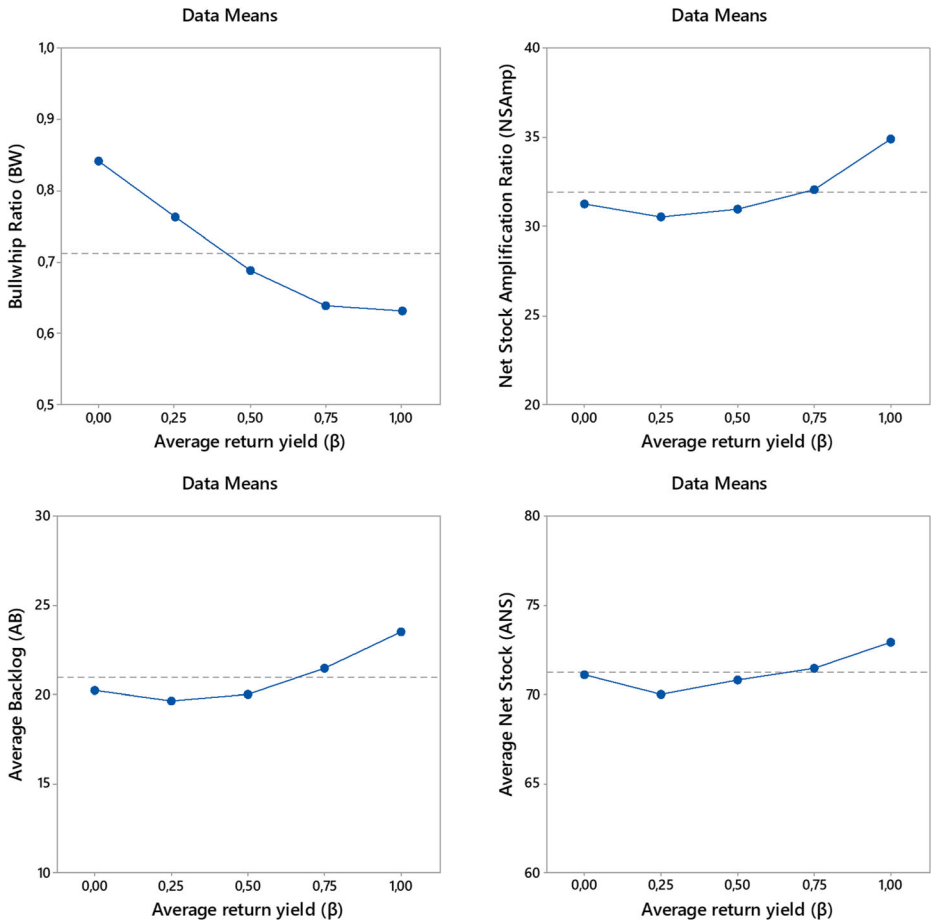 Data Means
1,0
0,9
0,8
0,7
0,6
0,5
Bullwhip Ratio (BW)
0,00 0,25 0,50 0,75 1,00
Average return yield (β)
Data Means
40
35
30
25
20
Net Stock Amplification Ratio (NSAmp)
0,00 0,25 0,50 0,75 1,00
Average return yield (β)
Data Means
30
25
20
15
10
Average Backlog (AB)
0,00 0,25 0,50 0,75 1,00
Average return yield (β)
Data Means
80
75
70
65
60
Average Net Stock (ANS)
0,00 0,25 0,50 0,75 1,00
Average return yield (β)